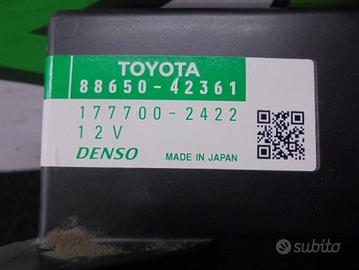 TOYOTA
88650-42361
177700-2422
12V
DENSO MADE IN JAPAN
subito